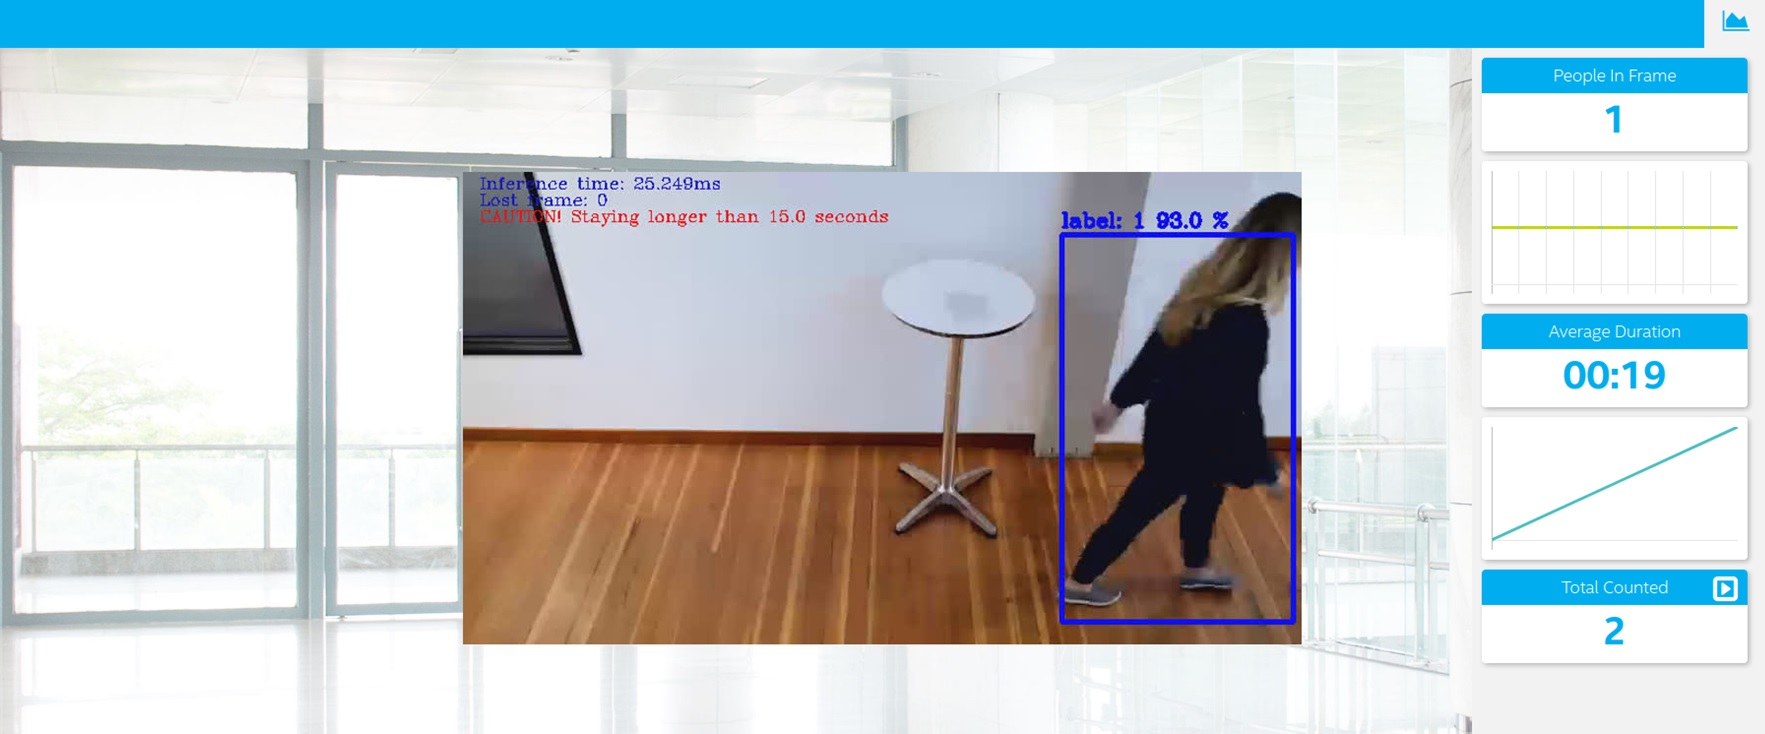 Inference time: 25.249ms
Lost frame: 0
CAUTION! Staying longer than 15.0 seconds
label: 1 93.0 %
People In Frame
1
Average Duration
00:19
Total Counted
2